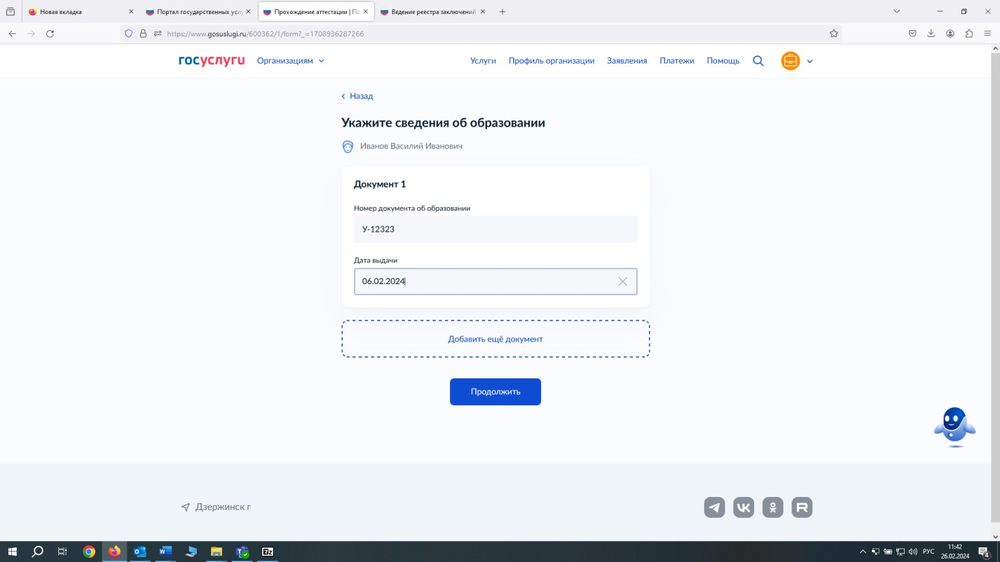 Новая вкладка
Портал государственных услу
Прохождение аттестации | По
Ведение реестра заключений
https://www.gosuslugi.ru/600362/1/form?_=1708936287266
госуслуги
Организациям
Услуги
Профиль организации
Заявления
Платежи
Помощь
Назад
Укажите сведения об образовании
Иванов Василий Иванович
Документ 1
Номер документа об образовании
У-12323
Дата выдачи
06.02.2024
Добавить ещё документ
Продолжить
Дзержинск г
РУС
11:42
26.02.2024
4